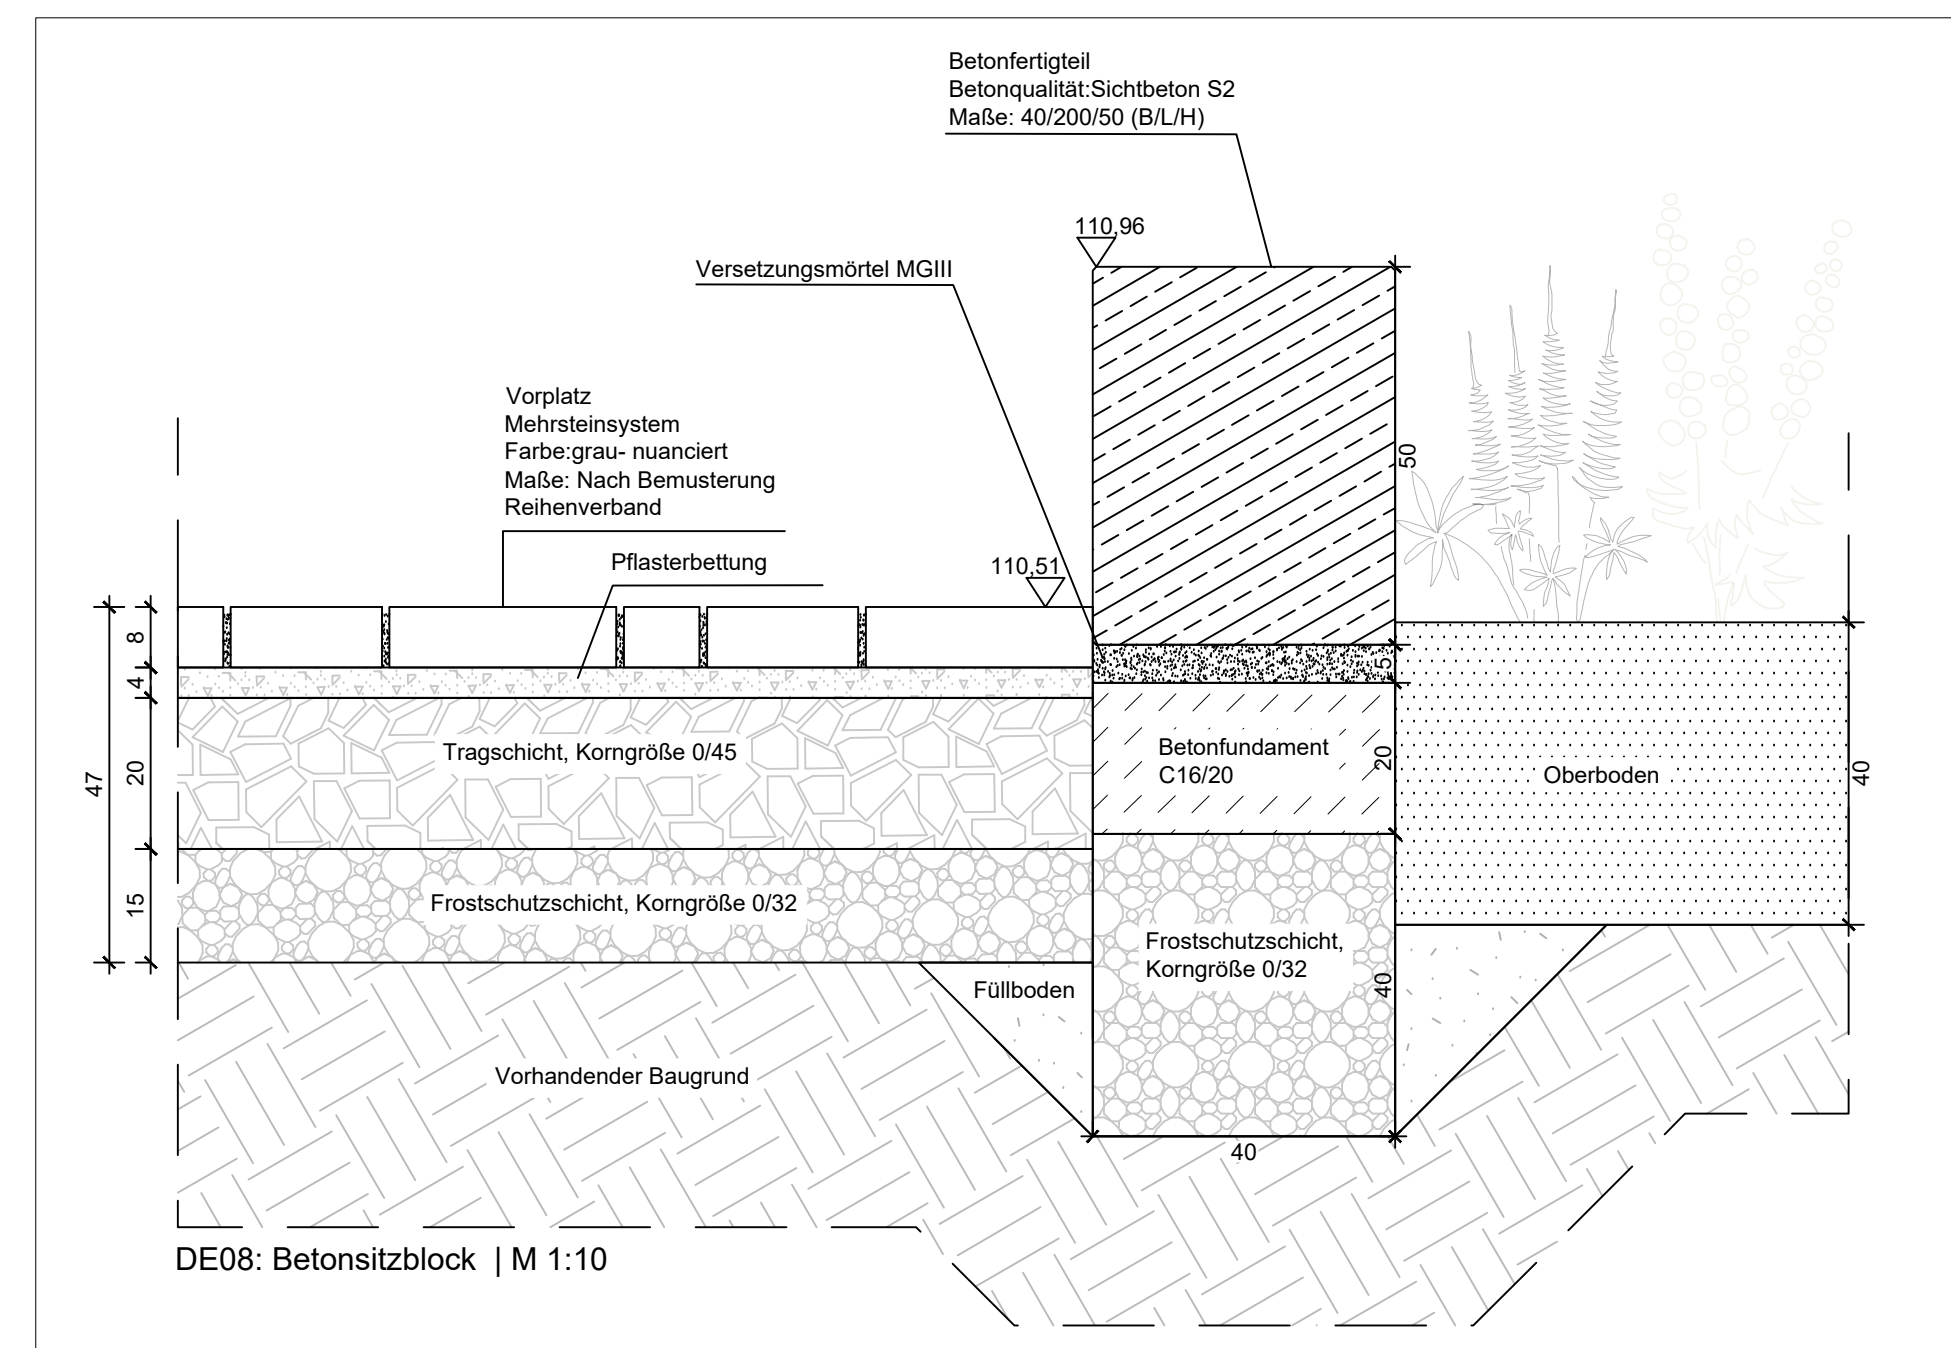 Betonfertigteil
Betonqualität:Sichtbeton S2
Maße: 40/200/50 (B/L/H)
110,96
Versetzungsmörtel MGIII
Vorplatz
Mehrsteinsystem
Farbe:grau- nuanciert
Maße: Nach Bemusterung
Reihenverband
50
Pflasterbettung
110,51
8
5
4
Tragschicht, Korngröße 0/45
Betonfundament
C16/20
20
47
20
Oberboden
40
15
Frostschutzschicht, Korngröße 0/32
Frostschutzschicht,
Korngröße 0/32
40
Füllboden
Vorhandender Baugrund
40
DE08: Betonsitzblock | M 1:10